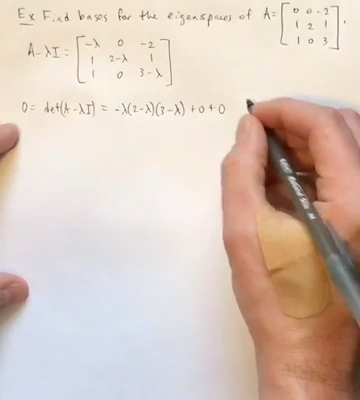 Ex Find bases for the eigenspaces of A = [0 0 -2
1 2 1
1 0 3].
A - λI = [-λ 0 -2
1 2-λ 1
1 0 3-λ]
0 = det(A - λI) = -λ(2-λ)(3-λ) + 0 + 0